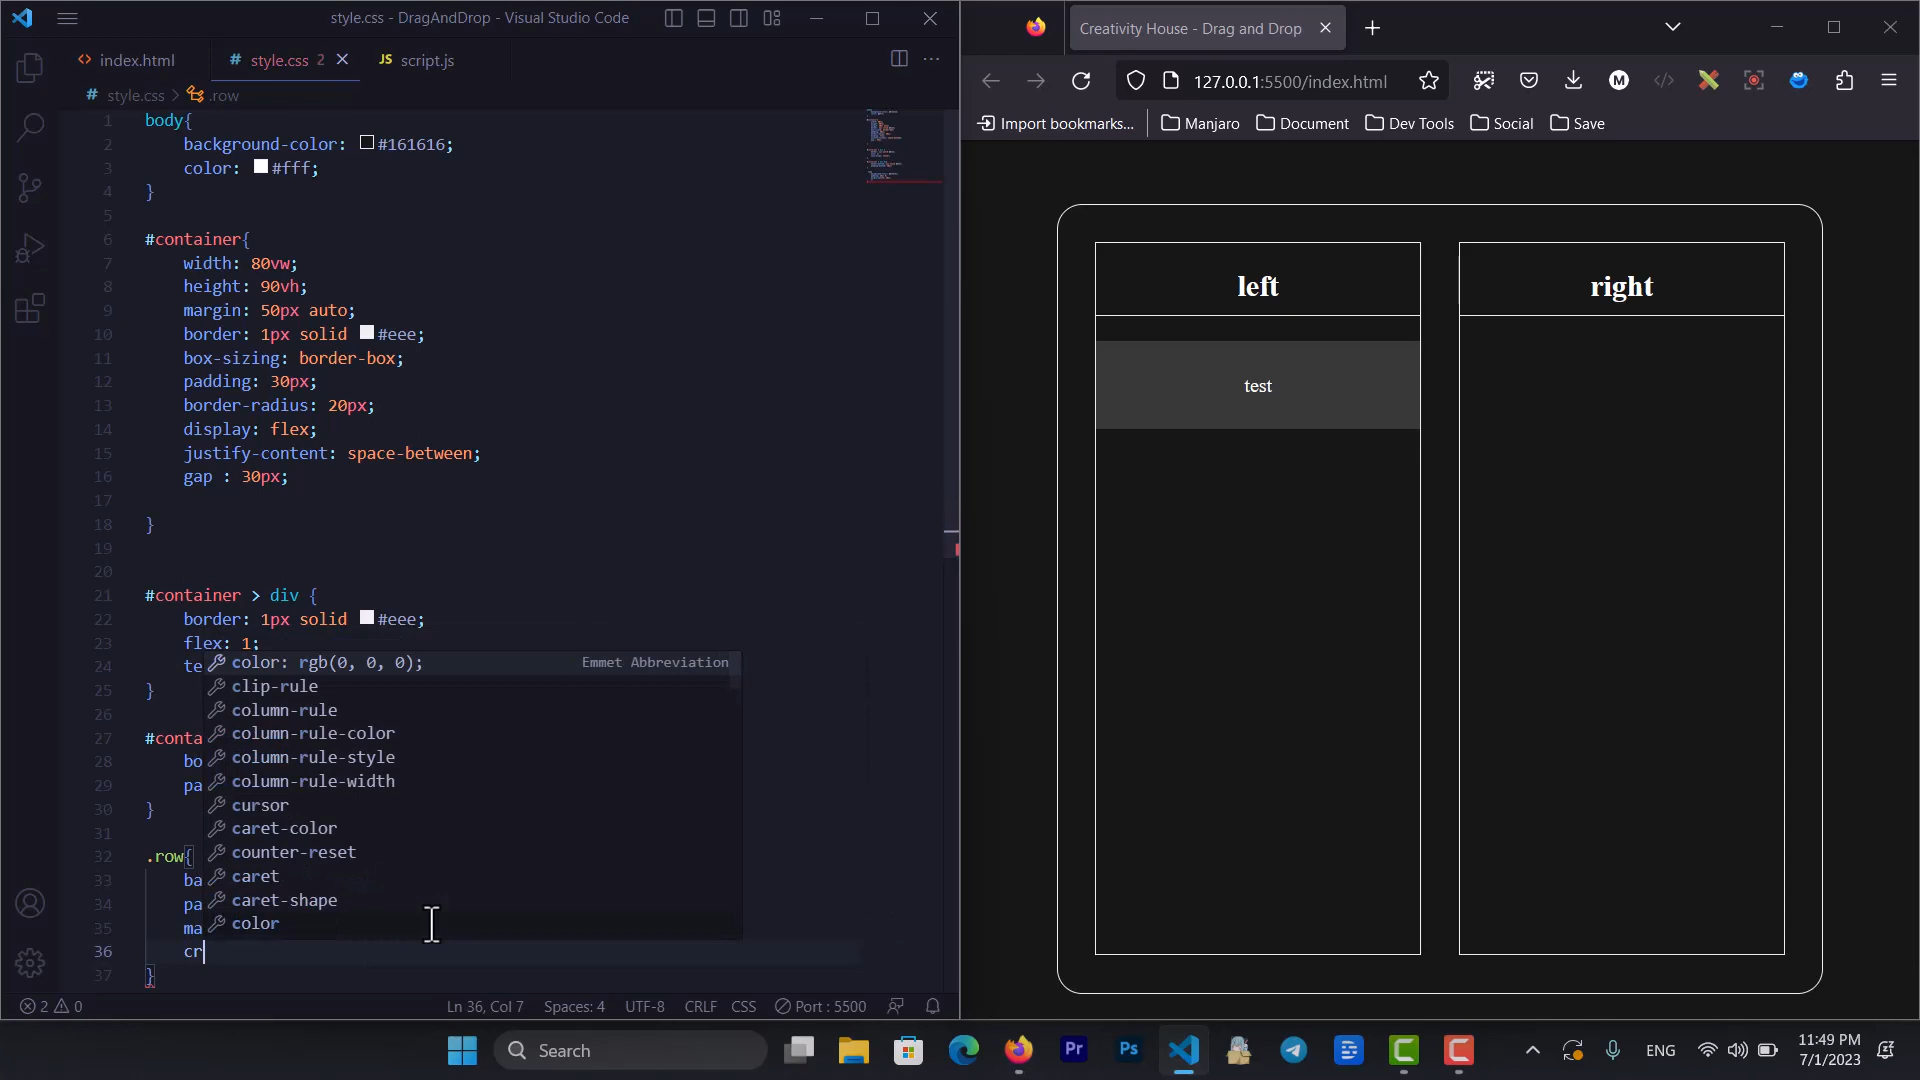 style.css - DragAndDrop - Visual Studio Code
index.html
# style.css 2
JS script.js
# style.css > .row
1 body{
2 background-color: #161616;
3 color: #fff;
4 }
5
6 #container{
7 width: 80vw;
8 height: 90vh;
9 margin: 50px auto;
10 border: 1px solid #eee;
11 box-sizing: border-box;
12 padding: 30px;
13 border-radius: 20px;
14 display: flex;
15 justify-content: space-between;
16 gap : 30px;
17
18 }
19
20
21 #container > div {
22 border: 1px solid #eee;
23 flex: 1;
24 te
25 }
26
27 #conta
28 bo
29 pa
30 }
31
32 .row{
33 ba
34 pa
35 ma
36 cr
37 }
color: rgb(0, 0, 0); Emmet Abbreviation
clip-rule
column-rule
column-rule-color
column-rule-style
column-rule-width
cursor
caret-color
counter-reset
caret
caret-shape
color
2 0
Ln 36, Col 7
Spaces: 4
UTF-8
CRLF
CSS
Port : 5500
Creativity House - Drag and Drop
127.0.0.1:5500/index.html
M
Import bookmarks...
Manjaro
Document
Dev Tools
Social
Save
left
right
test
Search
Pr
Ps
ENG
11:49 PM
7/1/2023